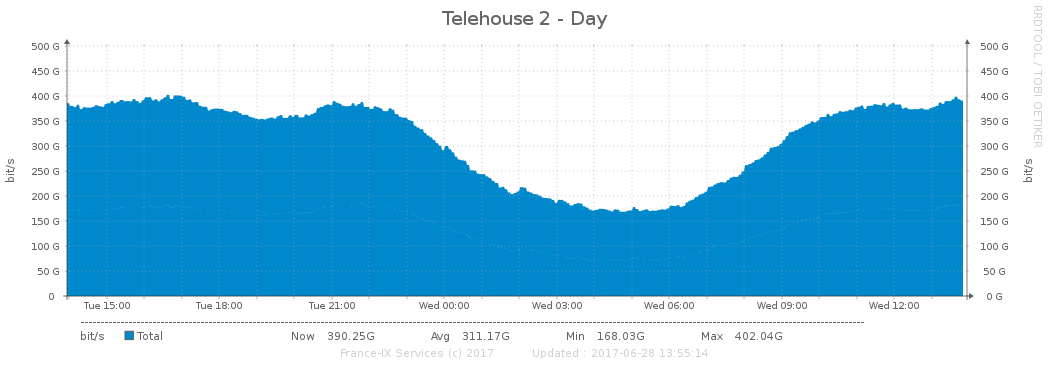 Telehouse 2 - Day
RRDTOOL / TOBI OETIKER
500 G 500 G
450 G 450 G
400 G 400 G
350 G 350 G
300 G 300 G
250 G 250 G
200 G 200 G
150 G 150 G
100 G 100 G
50 G 50 G
0 0 G
bit/s bit/s
Tue 15:00 Tue 18:00 Tue 21:00 Wed 00:00 Wed 03:00 Wed 06:00 Wed 09:00 Wed 12:00
bit/s Total Now 390.25G Avg 311.17G Min 168.03G Max 402.04G
France-IX Services (c) 2017 Updated : 2017-06-28 13:55:14